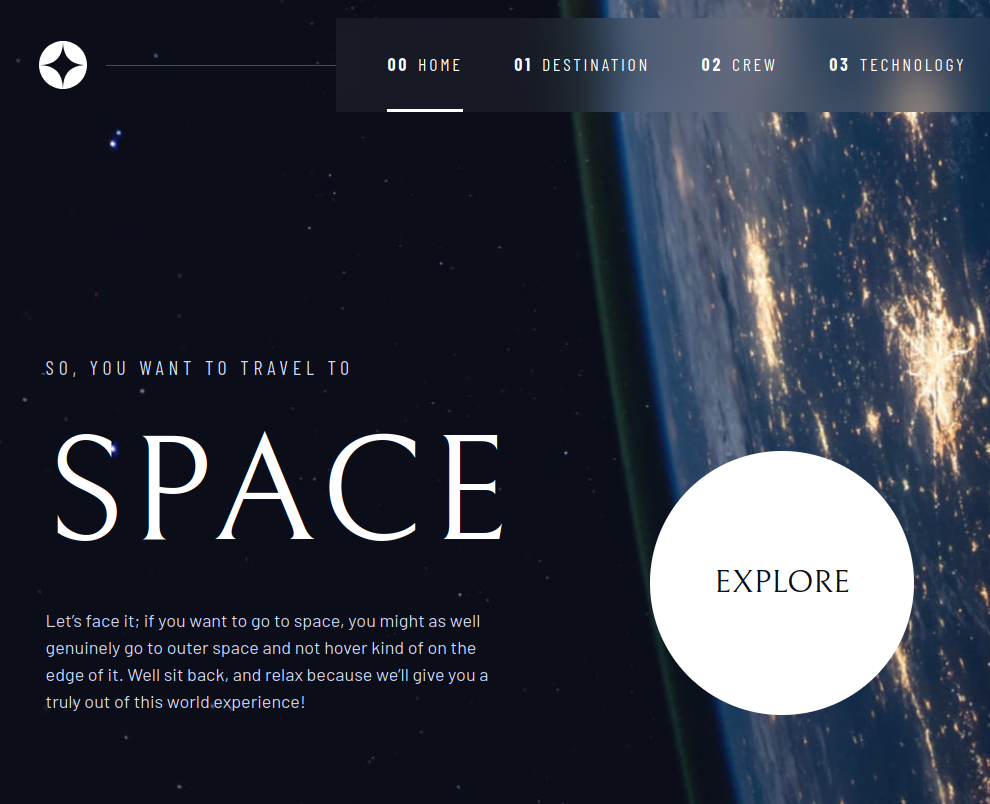 00 HOME 01 DESTINATION 02 CREW 03 TECHNOLOGY
SO, YOU WANT TO TRAVEL TO
SPACE
Let’s face it; if you want to go to space, you might as well
genuinely go to outer space and not hover kind of on the
edge of it. Well sit back, and relax because we’ll give you a
truly out of this world experience!
EXPLORE